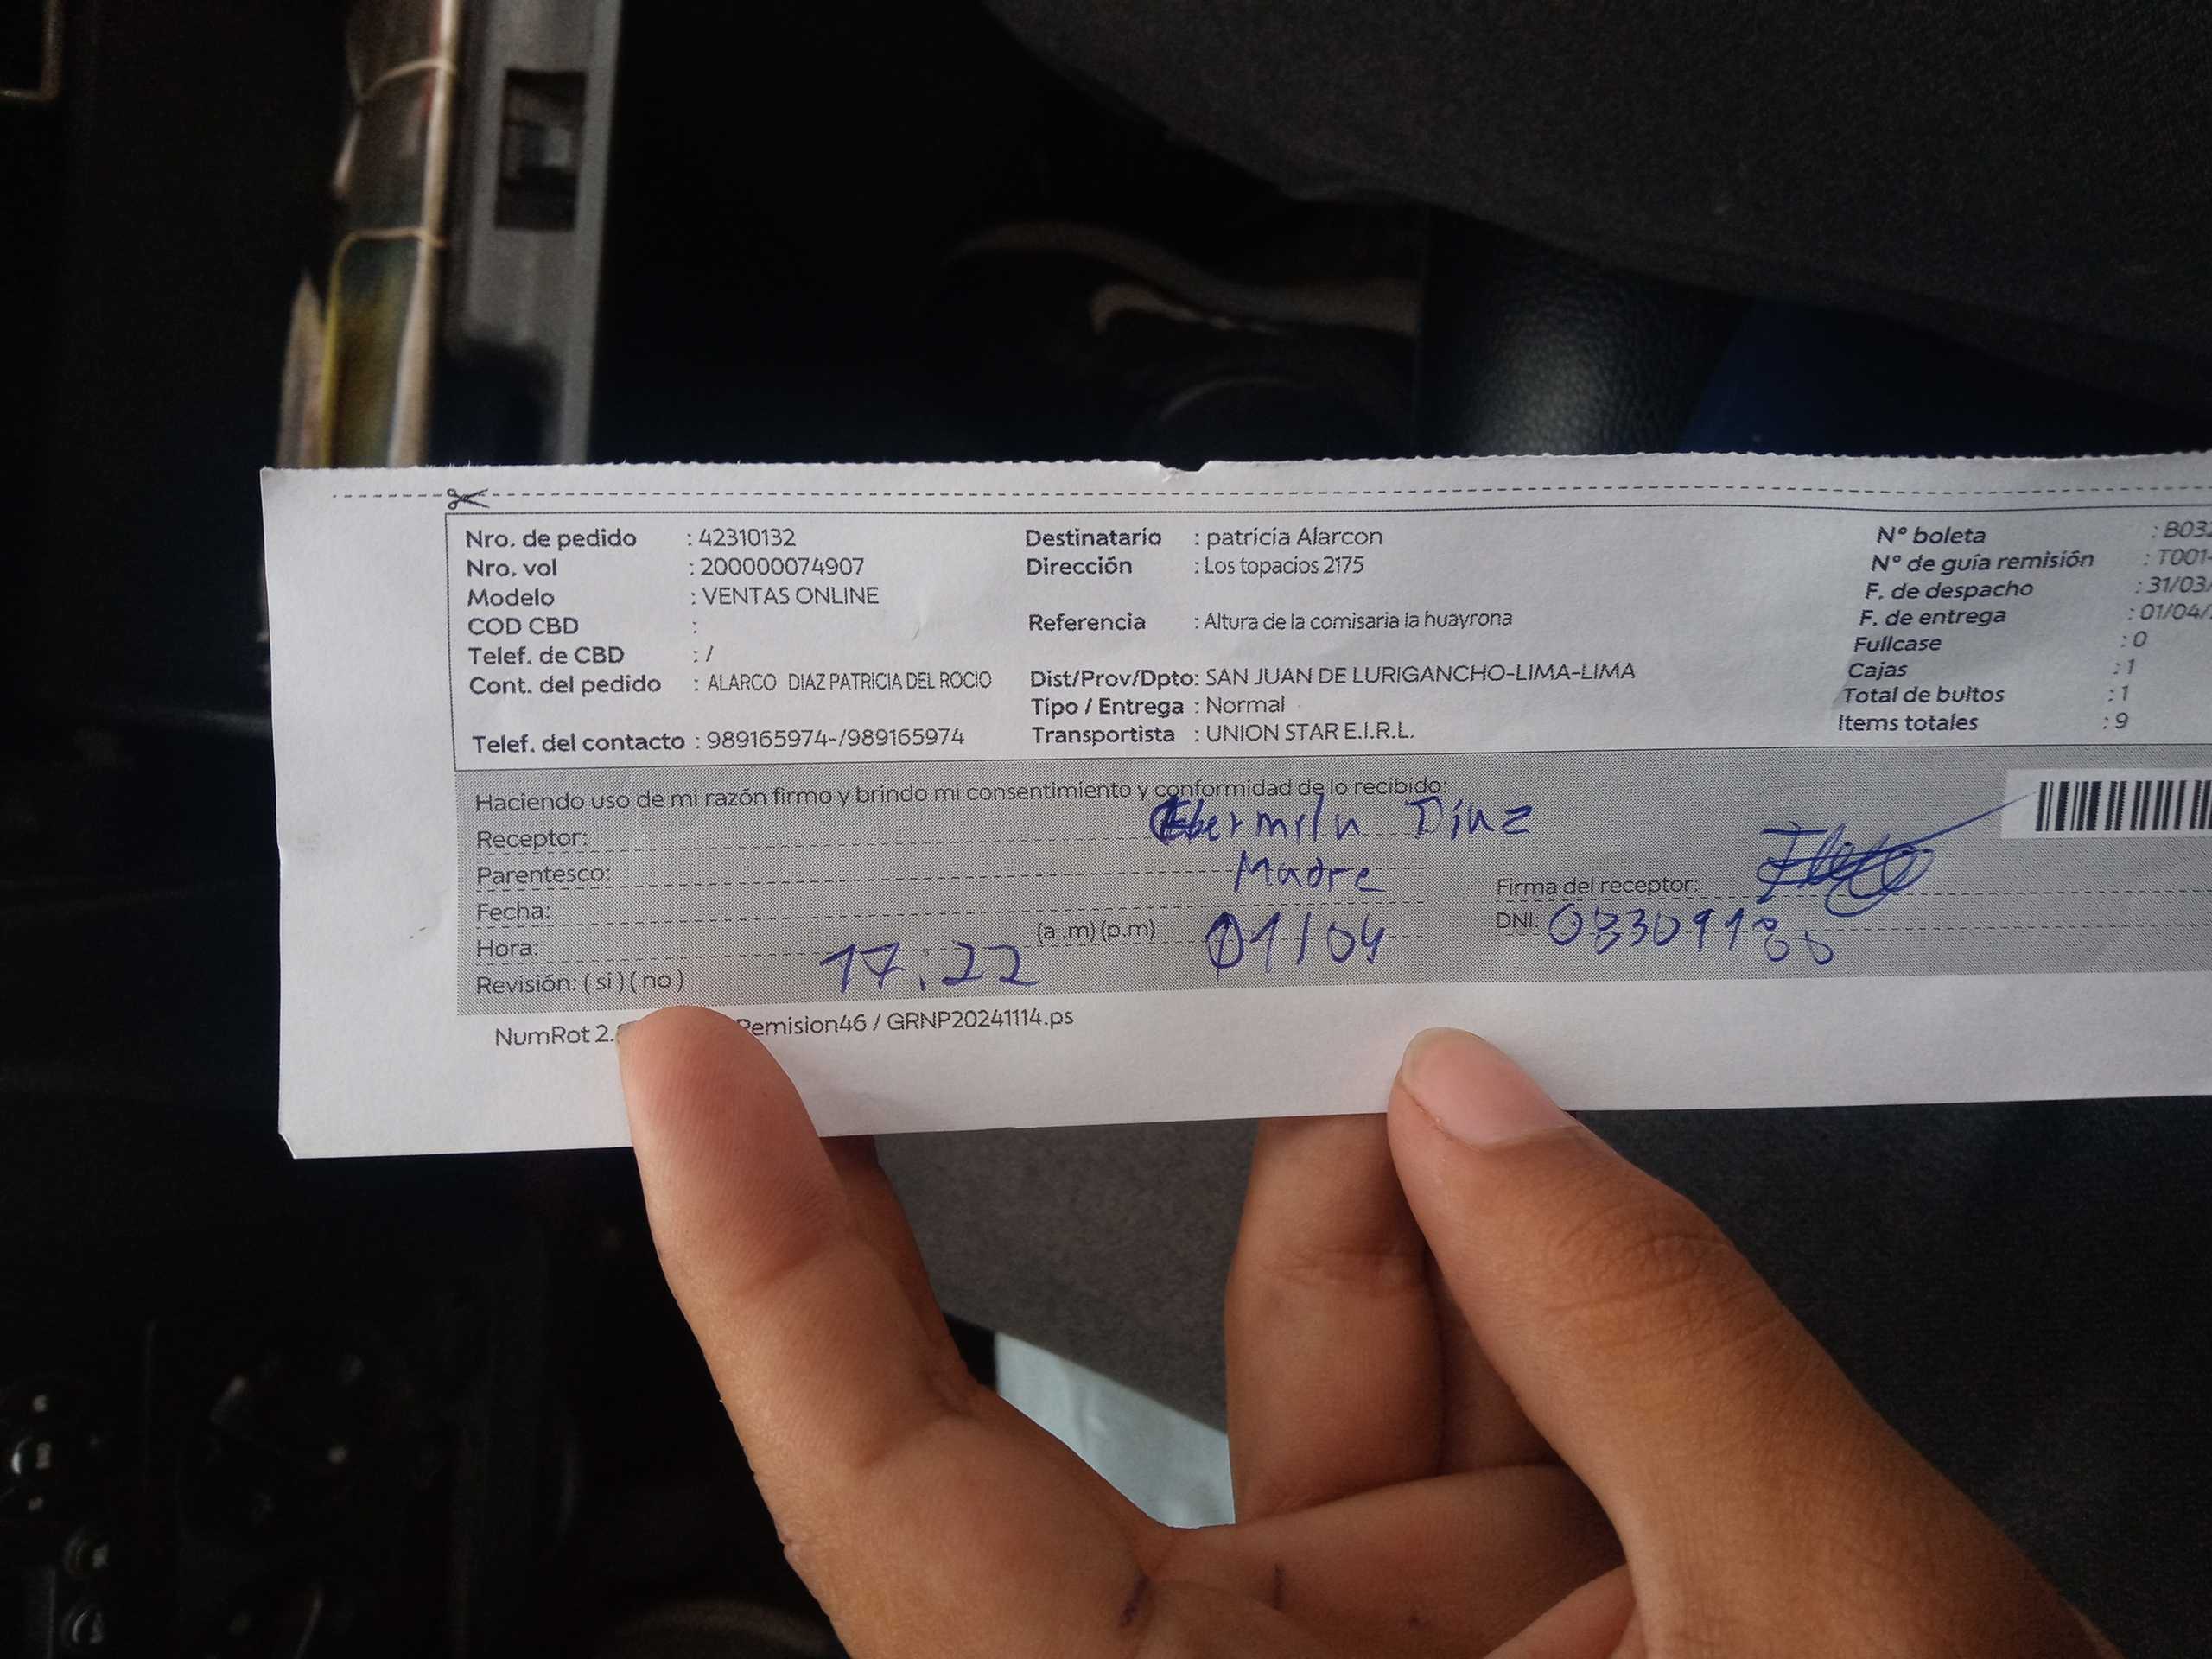 Nro. de pedido : 42310132
Nro. vol : 200000074907
Modelo : VENTAS ONLINE
COD CBD :
Telef. de CBD : /
Cont. del pedido : ALARCO DIAZ PATRICIA DEL ROCIO
Telef. del contacto : 989165974-/989165974
Destinatario : patricia Alarcon
Dirección : Los topacios 2175
Referencia : Altura de la comisaria la huayrona
Dist/Prov/Dpto: SAN JUAN DE LURIGANCHO-LIMA-LIMA
Tipo / Entrega : Normal
Transportista : UNION STAR E.I.R.L.
N° boleta : B032
N° de guía remisión : T001-
F. de despacho : 31/03/
F. de entrega : 01/04/
Fullcase : 0
Cajas : 1
Total de bultos : 1
Items totales : 9
Haciendo uso de mi razón firmo y brindo mi consentimiento y conformidad de lo recibido:
Receptor: Díaz
Parentesco: Madre
Fecha: 01/04
Hora: 17:22 (a .m) (p.m)
Revisión: ( si ) ( no )
Firma del receptor:
DNI:
NumRot 2. Remision46 / GRNP20241114.ps